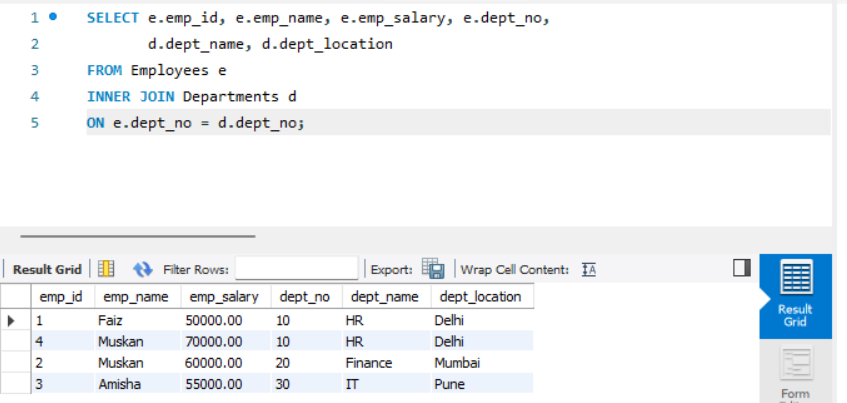 1 SELECT e.emp_id, e.emp_name, e.emp_salary, e.dept_no,
2 d.dept_name, d.dept_location
3 FROM Employees e
4 INNER JOIN Departments d
5 ON e.dept_no = d.dept_no;
Result Grid Filter Rows: Export: Wrap Cell Content: IA
emp_id emp_name emp_salary dept_no dept_name dept_location
1 Faiz 50000.00 10 HR Delhi
4 Muskan 70000.00 10 HR Delhi
2 Muskan 60000.00 20 Finance Mumbai
3 Amisha 55000.00 30 IT Pune
Result
Grid
Form